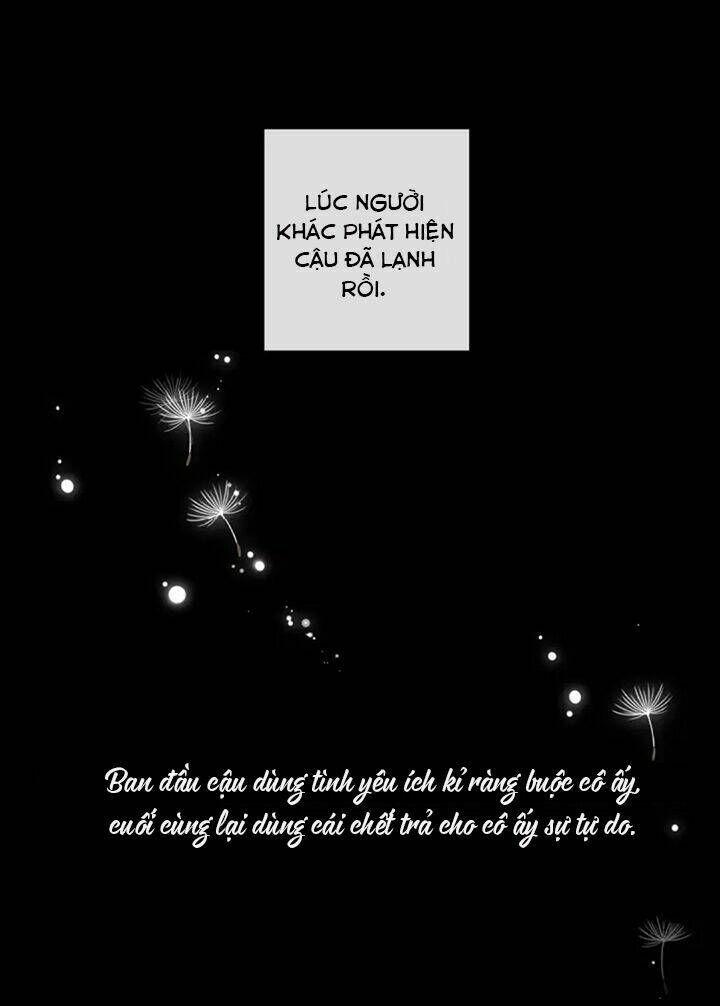 LÚC NGƯỜI
KHÁC PHÁT HIỆN
CẬU ĐÃ LẠNH
RỒI.
Ban đầu cậu dùng tình yêu ích kỉ ràng buộc cô ấy,
cuối cùng lại dùng cái chết trả cho cô ấy sự tự do.